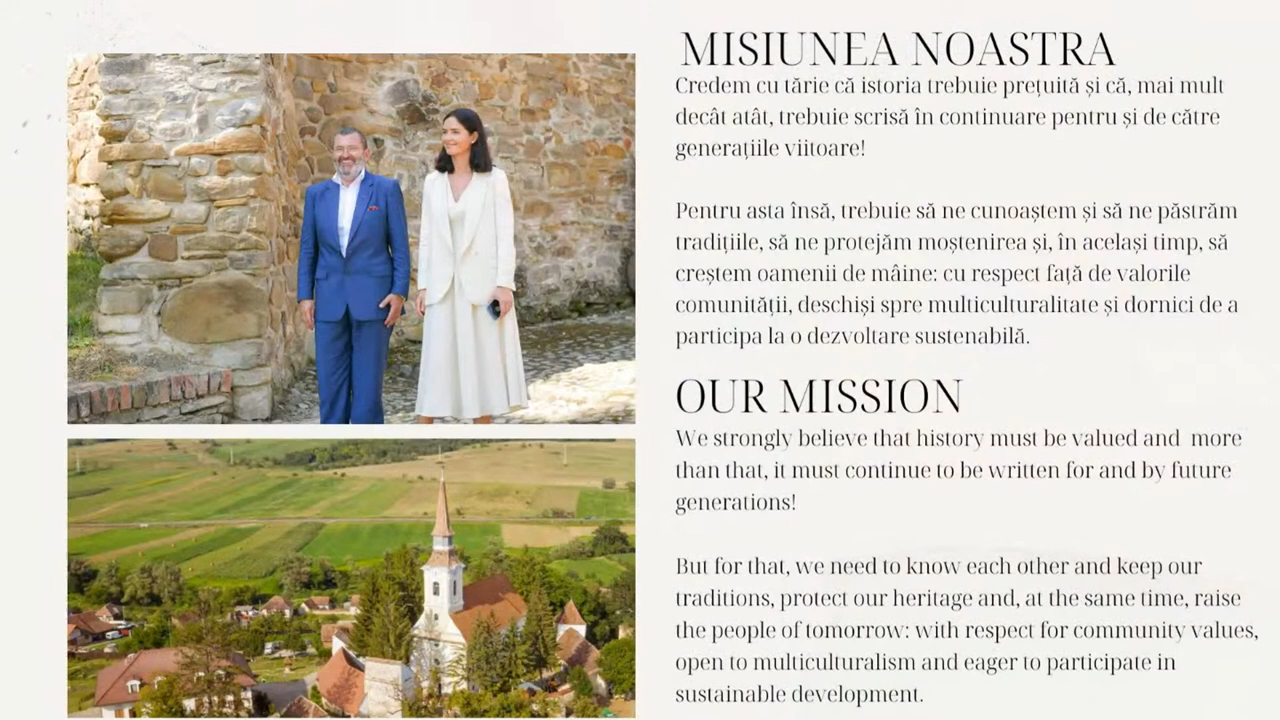 MISIUNEA NOASTRA
Credem cu tărie că istoria trebuie prețuită și că, mai mult
decât atât, trebuie scrisă în continuare pentru și de către
generațiile viitoare!
Pentru asta însă, trebuie să ne cunoaștem și să ne păstrăm
tradițiile, să ne protejăm moștenirea și, în același timp, să
creștem oamenii de mâine: cu respect față de valorile
comunității, deschiși spre multiculturalitate și dornici de a
participa la o dezvoltare sustenabilă.
OUR MISSION
We strongly believe that history must be valued and  more
than that, it must continue to be written for and by future
generations!
But for that, we need to know each other and keep our
traditions, protect our heritage and, at the same time, raise
the people of tomorrow: with respect for community values,
open to multiculturalism and eager to participate in
sustainable development.